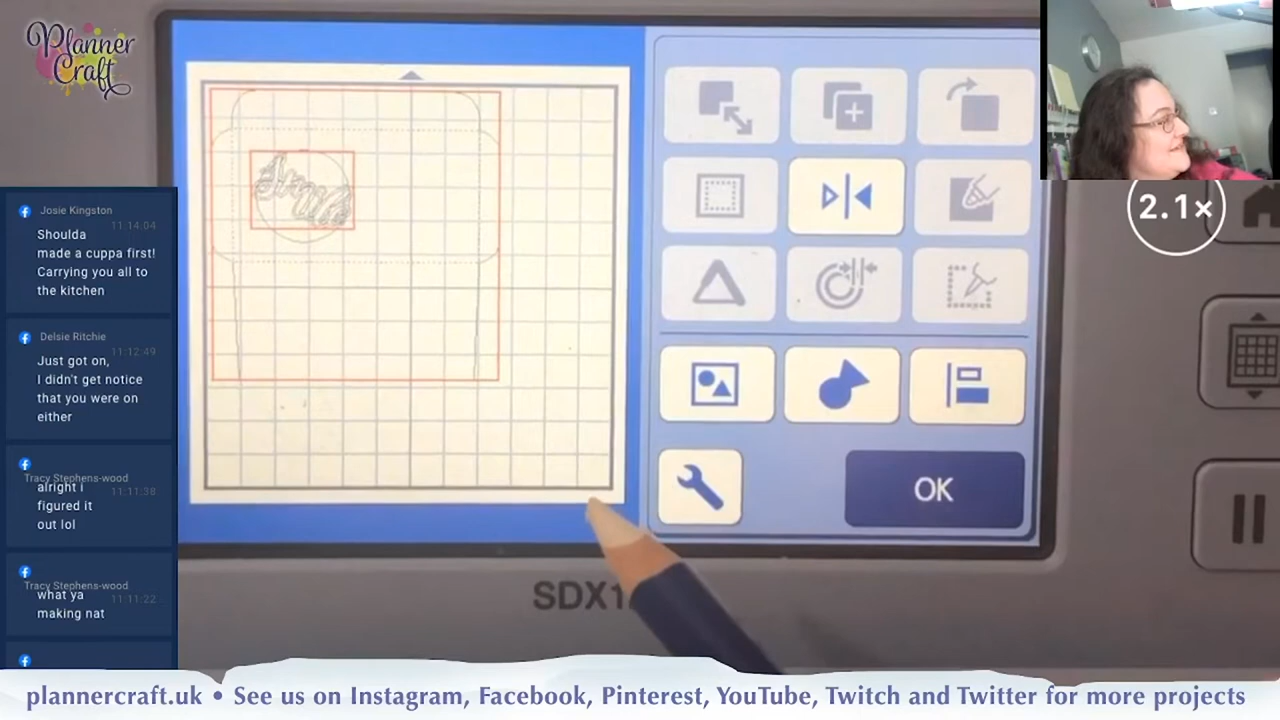 Planner
Craft
Josie Kingston
11:14:04
Shoulda
made a cuppa first!
Carrying you all to
the kitchen
Delsie Ritchie
11:12:49
Just got on,
I didn't get notice
that you were on
either
Tracy Stephens-wood
11:11:38
alright i
figured it
out lol
Tracy Stephens-wood
11:11:22
what ya
making nat
Smile
OK
2.1×
SDX1
plannercraft.uk • See us on Instagram, Facebook, Pinterest, YouTube, Twitch and Twitter for more projects